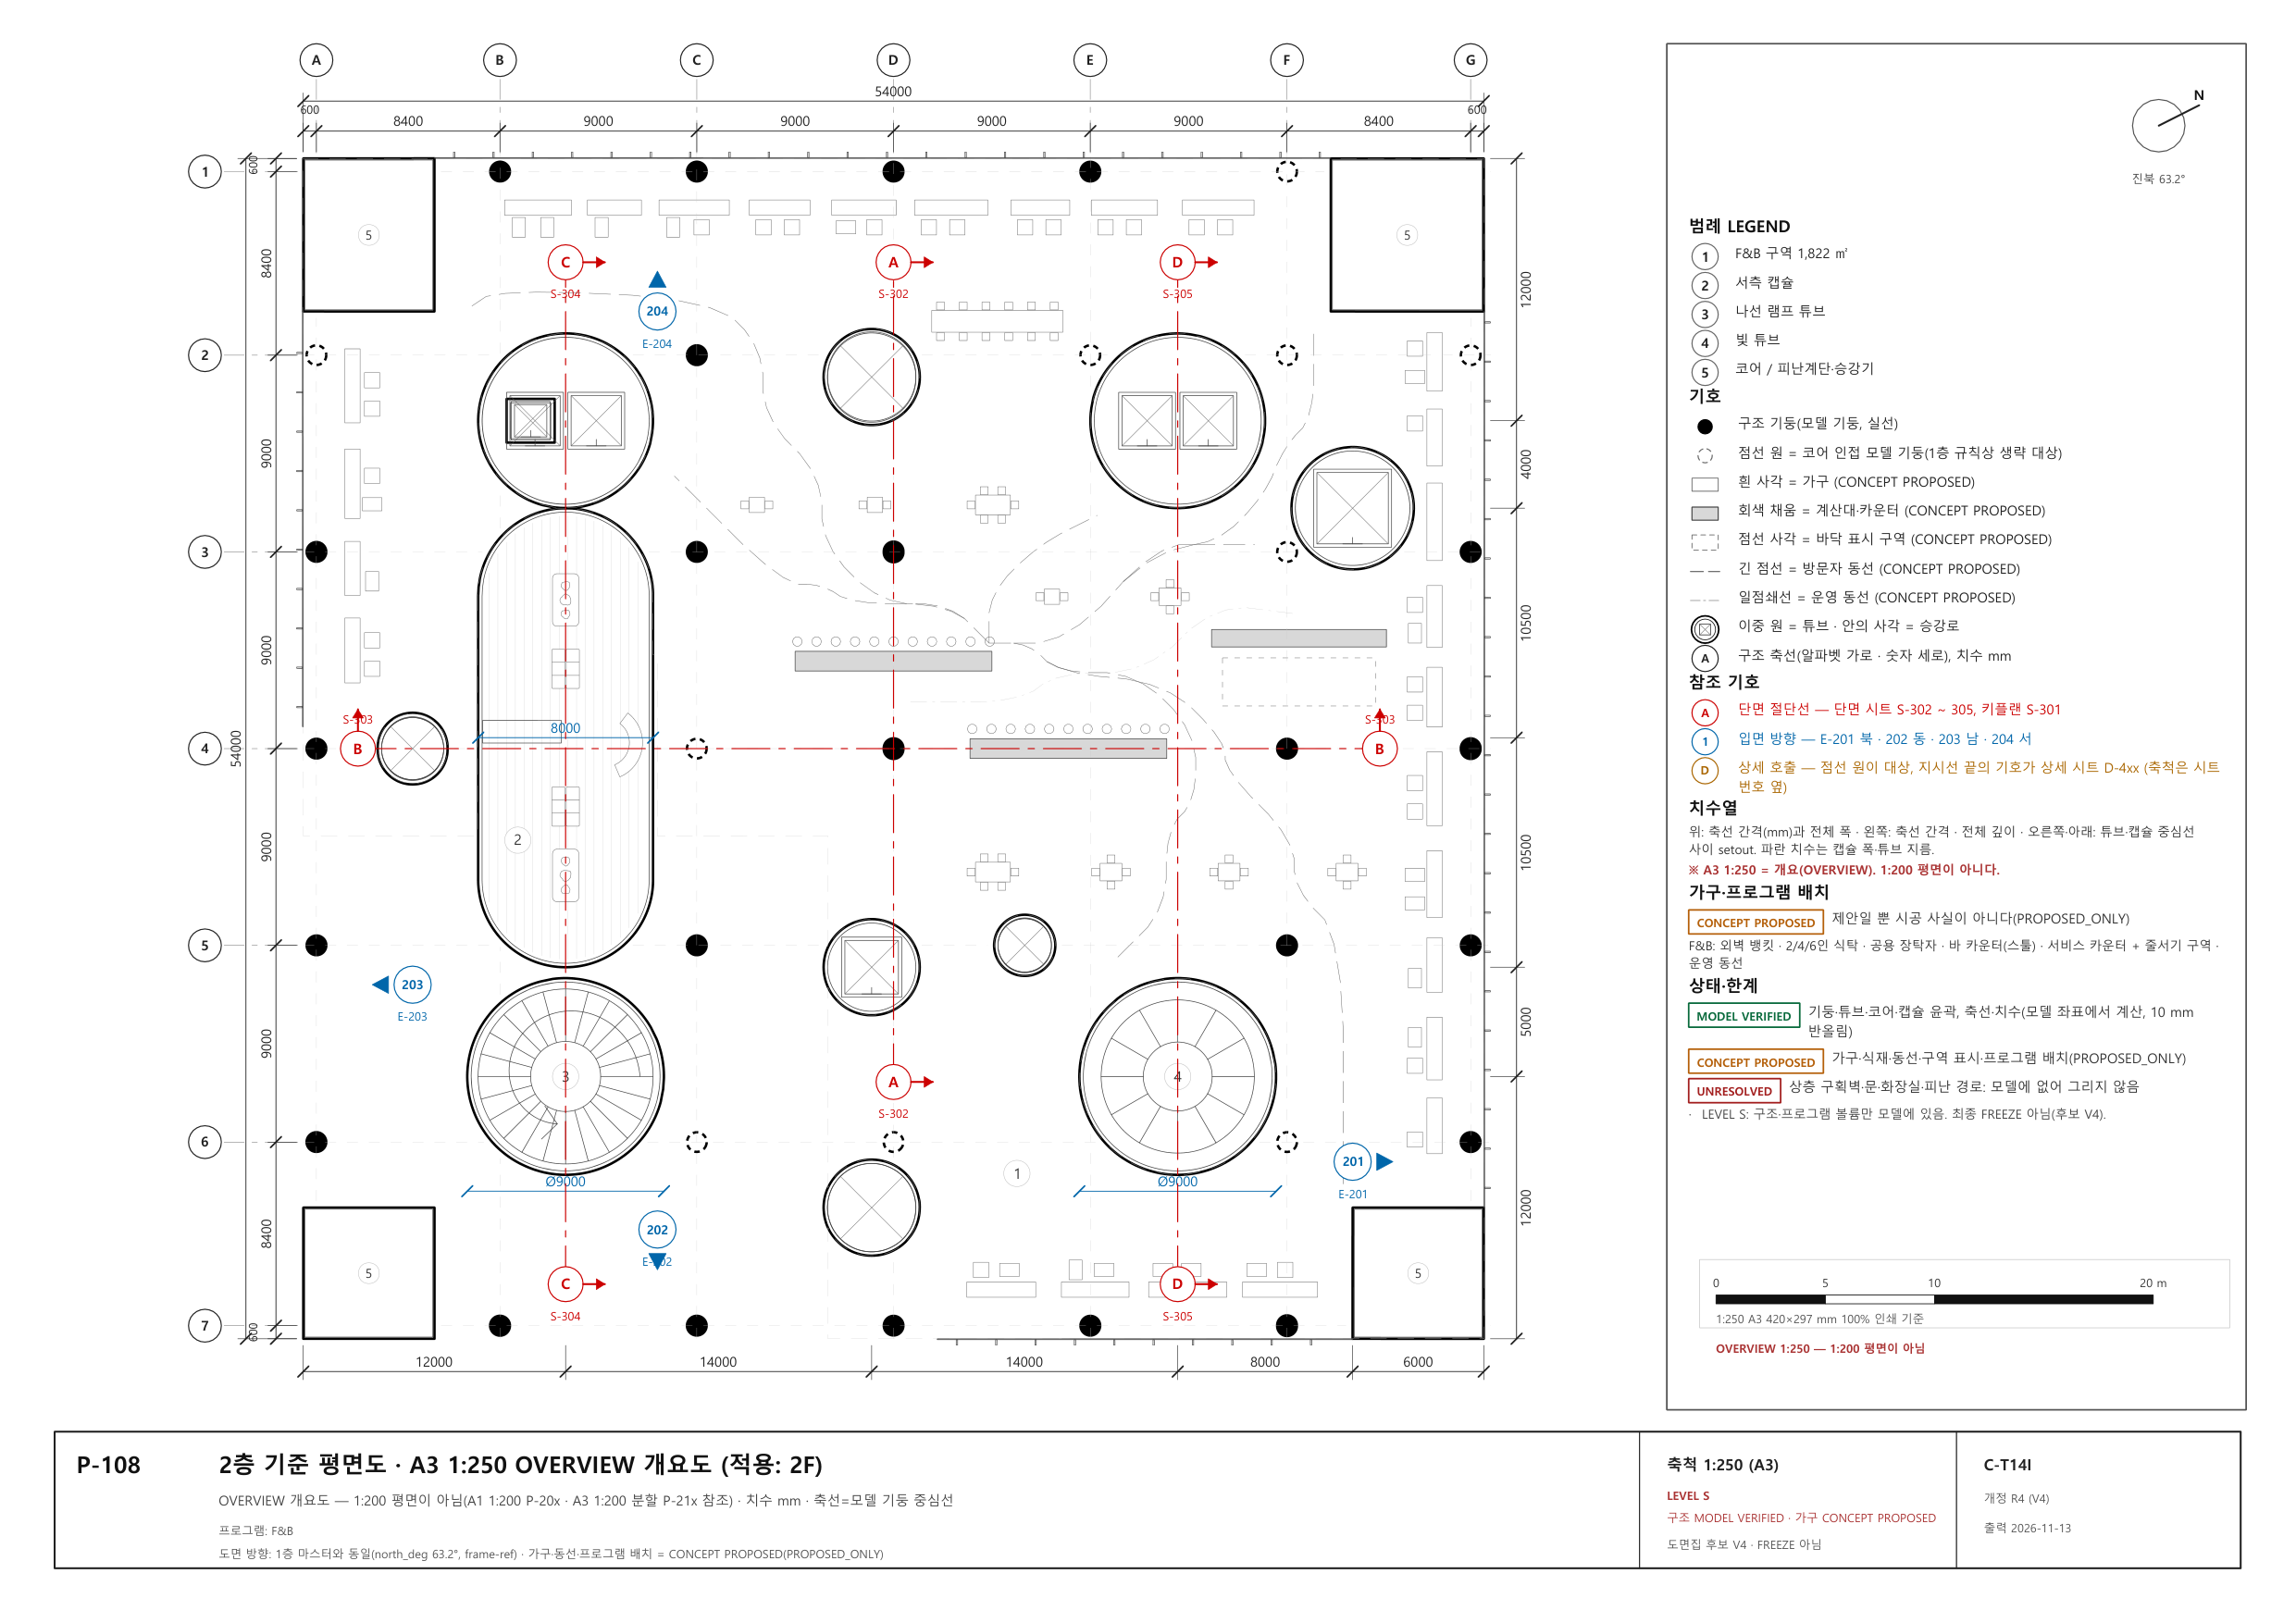 A B C D E F G
54000
600 8400 9000 9000 9000 9000 8400 600
1
2
3
4
5
6
7
600
8400
9000
9000
54000
9000
9000
8400
600
5
5
C
S-304
204
E-204
A
S-302
D
S-305
12000
4000
10500
10500
5000
12000
S-303
B
8000
S-303
B
2
203
E-203
3
4
A
S-302
1
201
E-201
Ø9000
Ø9000
202
E-202
5
5
C
S-304
D
S-305
12000 14000 14000 8000 6000
N
진북 63.2°
범례 LEGEND
1 F&B 구역 1,822 ㎡
2 서측 캡슐
3 나선 램프 튜브
4 빛 튜브
5 코어 / 피난계단·승강기
기호
구조 기둥(모델 기둥, 실선)
점선 원 = 코어 인접 모델 기둥(1층 규칙상 생략 대상)
흰 사각 = 가구 (CONCEPT PROPOSED)
회색 채움 = 계산대·카운터 (CONCEPT PROPOSED)
점선 사각 = 바닥 표시 구역 (CONCEPT PROPOSED)
긴 점선 = 방문자 동선 (CONCEPT PROPOSED)
일점쇄선 = 운영 동선 (CONCEPT PROPOSED)
이중 원 = 튜브 · 안의 사각 = 승강로
A 구조 축선(알파벳 가로 · 숫자 세로), 치수 mm
참조 기호
A 단면 절단선 — 단면 시트 S-302 ~ 305, 키플랜 S-301
1 입면 방향 — E-201 북 · 202 동 · 203 남 · 204 서
D 상세 호출 — 점선 원이 대상, 지시선 끝의 기호가 상세 시트 D-4xx (축척은 시트
번호 옆)
치수열
위: 축선 간격(mm)과 전체 폭 · 왼쪽: 축선 간격 · 전체 깊이 · 오른쪽·아래: 튜브·캡슐 중심선
사이 setout. 파란 치수는 캡슐 폭·튜브 지름.
※ A3 1:250 = 개요(OVERVIEW). 1:200 평면이 아니다.
가구·프로그램 배치
CONCEPT PROPOSED 제안일 뿐 시공 사실이 아니다(PROPOSED_ONLY)
F&B: 외벽 뱅킷 · 2/4/6인 식탁 · 공용 장탁자 · 바 카운터(스툴) · 서비스 카운터 + 줄서기 구역 ·
운영 동선
상태·한계
MODEL VERIFIED 기둥·튜브·코어·캡슐 윤곽, 축선·치수(모델 좌표에서 계산, 10 mm
반올림)
CONCEPT PROPOSED 가구·식재·동선·구역 표시·프로그램 배치(PROPOSED_ONLY)
UNRESOLVED 상층 구획벽·문·화장실·피난 경로: 모델에 없어 그리지 않음
· LEVEL S: 구조·프로그램 볼륨만 모델에 있음. 최종 FREEZE 아님(후보 V4).
0 5 10 20 m
1:250 A3 420×297 mm 100% 인쇄 기준
OVERVIEW 1:250 — 1:200 평면이 아님
P-108
2층 기준 평면도 · A3 1:250 OVERVIEW 개요도 (적용: 2F)
OVERVIEW 개요도 — 1:200 평면이 아님(A1 1:200 P-20x · A3 1:200 분할 P-21x 참조) · 치수 mm · 축선=모델 기둥 중심선
프로그램: F&B
도면 방향: 1층 마스터와 동일(north_deg 63.2°, frame-ref) · 가구·동선·프로그램 배치 = CONCEPT PROPOSED(PROPOSED_ONLY)
축척 1:250 (A3)
LEVEL S
구조 MODEL VERIFIED · 가구 CONCEPT PROPOSED
도면집 후보 V4 · FREEZE 아님
C-T14I
개정 R4 (V4)
출력 2026-11-13